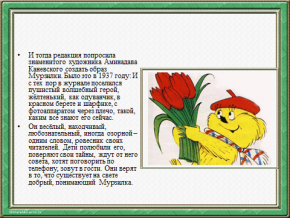 И тогда редакция попросила
знаменитого художника Аминадава
Каневского создать образ
Мурзилки. Было это в 1937 году: И
с тех пор в журнале поселился
пушистый волшебный герой,
жёлтенький, как одуванчик, в
красном берете и шарфике, с
фотоаппаратом через плечо, такой,
каким все знают его сейчас.
Он весёлый, находчивый,
любознательный, иногда озорной –
одним словом, ровесник своих
читателей. Дети полюбили его,
поверяют свои тайны, ждут от него
совета, хотят поговорить по
телефону, зовут в гости. Они верят
в то, что существует на свете
добрый, понимающий Мурзилка.